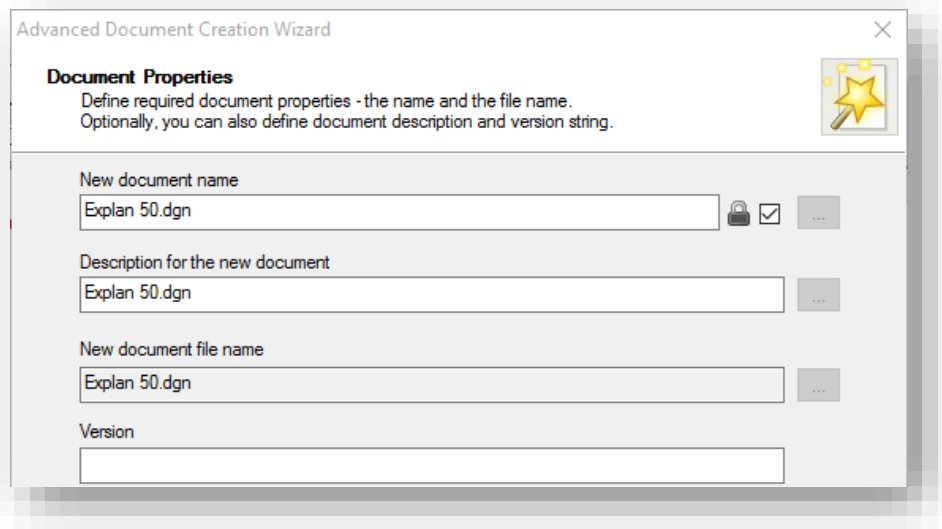 Advanced Document Creation Wizard
Document Properties
Define required document properties - the name and the file name.
Optionally, you can also define document description and version string.
New document name
Explan 50.dgn
...
Description for the new document
Explan 50.dgn
...
New document file name
Explan 50.dgn
...
Version